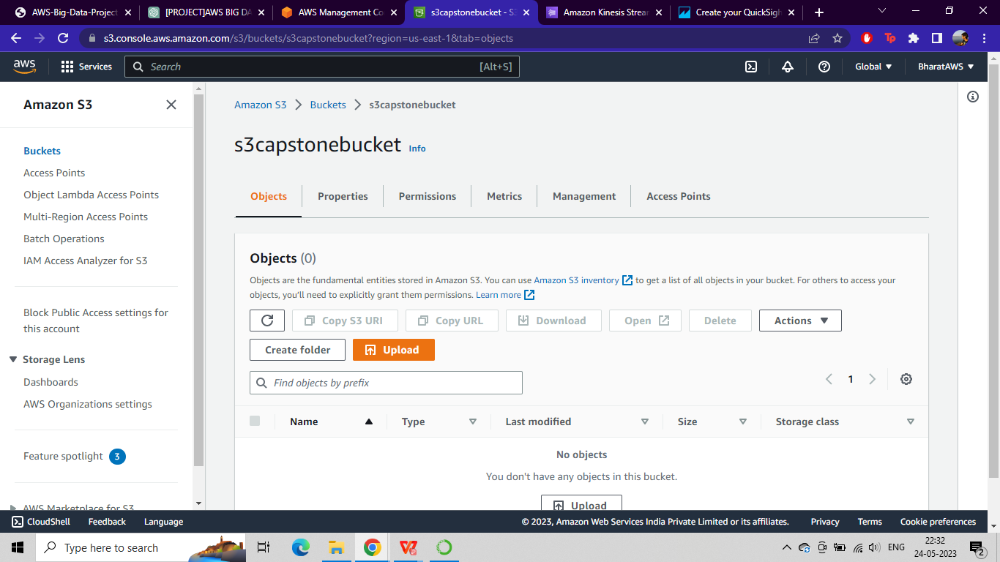 AWS-Big-Data-Project
[PROJECT]AWS BIG DA
AWS Management Co
s3capstonebucket - S3
Amazon Kinesis Strear
Create your QuickSigh
s3.console.aws.amazon.com/s3/buckets/s3capstonebucket?region=us-east-1&tab=objects
aws
Services
Search
[Alt+S]
Global
BharatAWS
Amazon S3
Buckets
Access Points
Object Lambda Access Points
Multi-Region Access Points
Batch Operations
IAM Access Analyzer for S3
Block Public Access settings for
this account
Storage Lens
Dashboards
AWS Organizations settings
Feature spotlight 3
AWS Marketplace for S3
Amazon S3 > Buckets > s3capstonebucket
s3capstonebucket Info
Objects Properties Permissions Metrics Management Access Points
Objects (0)
Objects are the fundamental entities stored in Amazon S3. You can use Amazon S3 inventory to get a list of all objects in your bucket. For others to access your
objects, you'll need to explicitly grant them permissions. Learn more
Copy S3 URI Copy URL Download Open Delete Actions
Create folder Upload
Find objects by prefix
1
Name Type Last modified Size Storage class
No objects
You don't have any objects in this bucket.
Upload
CloudShell Feedback Language
© 2023, Amazon Web Services India Private Limited or its affiliates. Privacy Terms Cookie preferences
Type here to search
ENG
22:32
24-05-2023
2